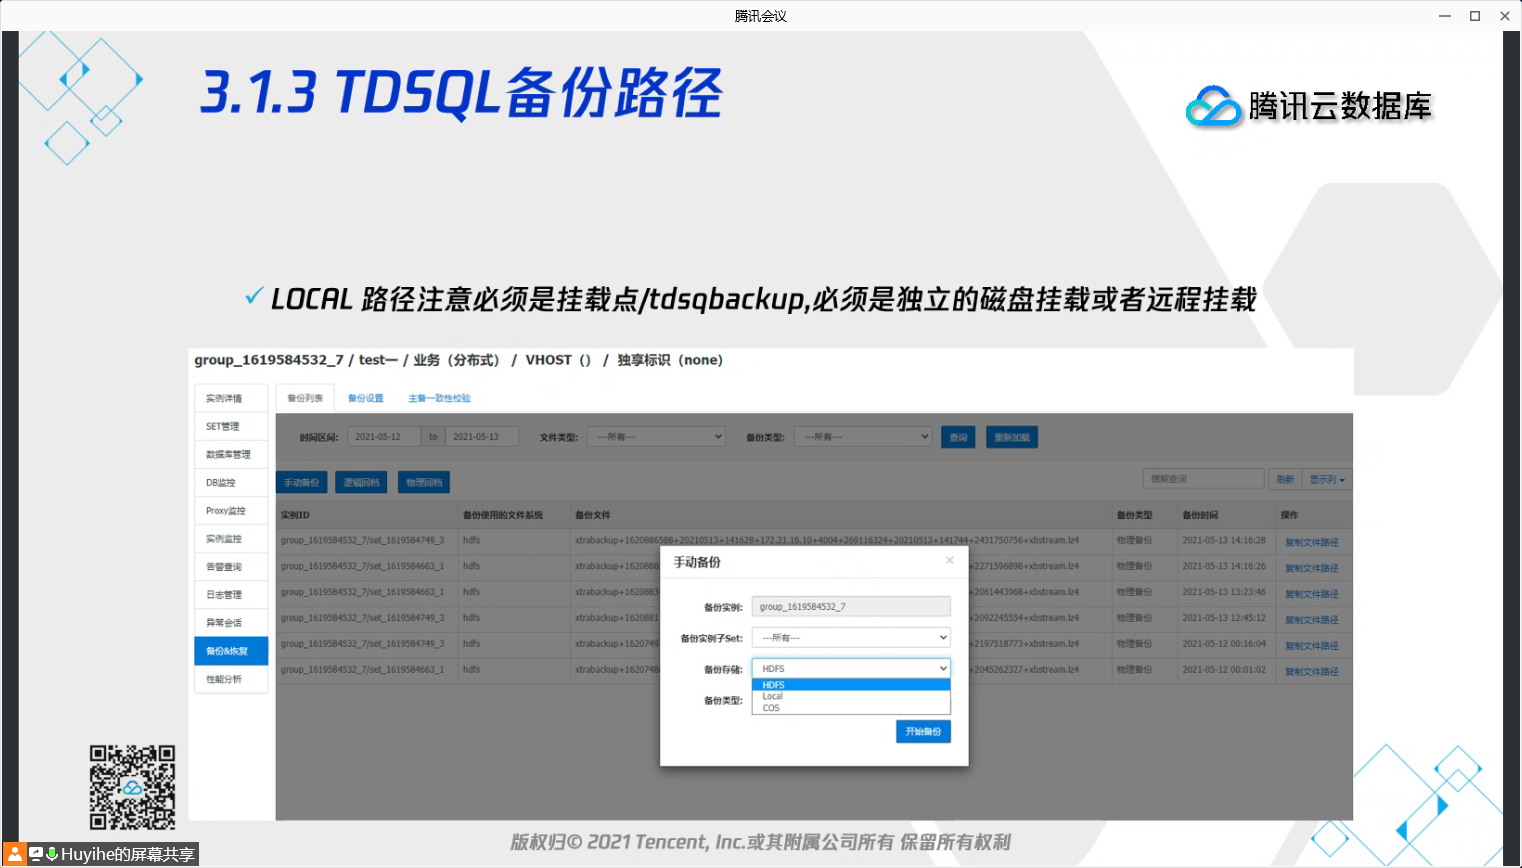 腾讯会议
3.1.3 TDSQL备份路径
腾讯云数据库
LOCAL 路径注意必须是挂载点/tdsqbackup,必须是独立的磁盘挂载或者远程挂载
group_1619584532_7 / test一 / 业务（分布式） / VHOST（） / 独享标识（none）
实例详情
SET管理
数据库管理
DB监控
Proxy监控
实例监控
告警查询
日志管理
异常会话
备份&恢复
性能分析
备份列表 备份设置 主备一致性校验
时间区间: 2021-05-12 to 2021-05-13 文件类型: ---所有--- 备份类型: ---所有--- 查询 重新加载
手动备份 逻辑回档 物理回档 模糊查询 刷新 显示列
实例ID 备份使用的文件系统 备份文件 备份类型 备份时间 操作
group_1619584532_7/set_1619584749_3 hdfs xtrabackup+1620886588+20210513+141628+172.21.16.10+4004+269116324+20210513+141744+2431750756+xbstream.lz4 物理备份 2021-05-13 14:16:28 复制文件路径
group_1619584532_7/set_1619584663_1 hdfs xtrabackup+162088 +2271596898+xbstream.lz4 物理备份 2021-05-13 14:16:26 复制文件路径
group_1619584532_7/set_1619584663_1 hdfs xtrabackup+162088 +2061443968+xbstream.lz4 物理备份 2021-05-13 13:23:46 复制文件路径
group_1619584532_7/set_1619584749_3 hdfs xtrabackup+162088 +2092245554+xbstream.lz4 物理备份 2021-05-13 12:45:12 复制文件路径
group_1619584532_7/set_1619584749_3 hdfs xtrabackup+162074 +2197518773+xbstream.lz4 物理备份 2021-05-12 00:16:04 复制文件路径
group_1619584532_7/set_1619584663_1 hdfs xtrabackup+162074 +2045262327+xbstream.lz4 物理备份 2021-05-12 00:01:02 复制文件路径
手动备份 ×
备份实例: group_1619584532_7
备份实例子Set: ---所有---
备份存储: HDFS
HDFS
Local
COS
备份类型:
开始备份
版权归© 2021 Tencent, Inc.或其附属公司所有 保留所有权利
Huyihe的屏幕共享